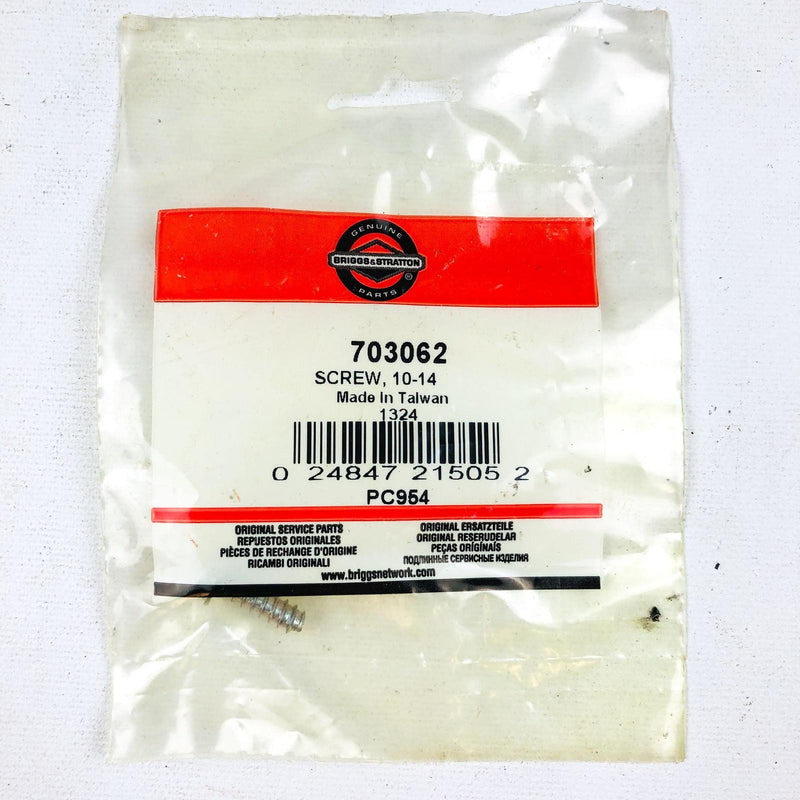 GENUINE
BRIGGS&STRATTON
®
PARTS
703062
SCREW, 10-14
Made In Taiwan
1324
0 24847 21505 2
PC954
ORIGINAL SERVICE PARTS
REPUESTOS ORIGINALES
PIÈCES DE RECHANGE D'ORIGINE
RICAMBI ORIGINALI
ORIGINAL ERSATZTEILE
ORIGINAL RESERUDELAR
PEÇAS ORIGÍNAIS
ПОДЛИННЫЕ СЕРВИСНЫЕ ИЗДЕЛИЯ
www.briggsnetwork.com